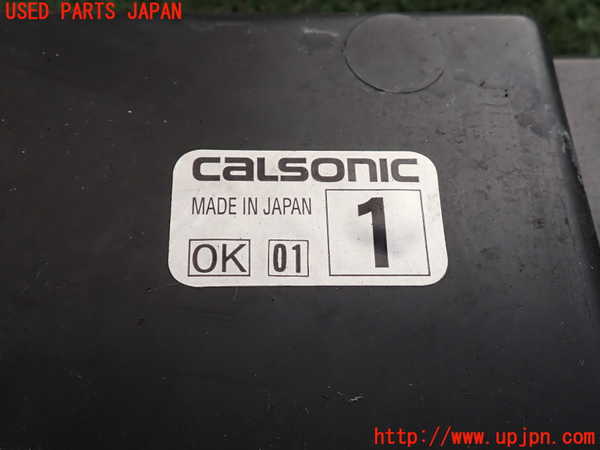 USED PARTS JAPAN
CALSONIC
MADE IN JAPAN
1
OK 01
http://www.upjpn.com/